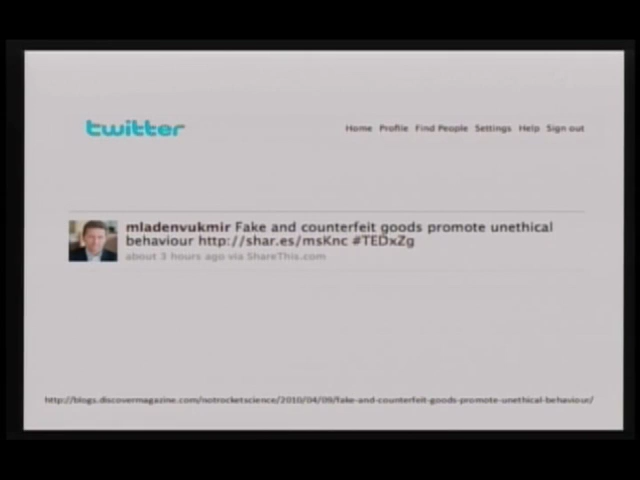 twitter
Home Profile Find People Settings Help Sign out
mladenvukmir Fake and counterfeit goods promote unethical
behaviour http://shar.es/msKnc #TEDxZg
about 3 hours ago via ShareThis.com
http://blogs.discovermagazine.com/notrocketscience/2010/04/09/fake-and-counterfeit-goods-promote-unethical-behaviour/